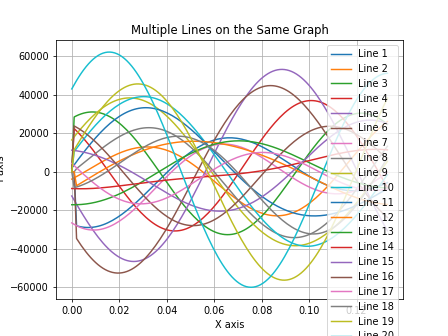 Multiple Lines on the Same Graph
60000
40000
20000
0
−20000
−40000
−60000
0.00
0.02
0.04
0.06
0.08
0.10
X axis
Line 1
Line 2
Line 3
Line 4
Line 5
Line 6
Line 7
Line 8
Line 9
Line 10
Line 11
Line 12
Line 13
Line 14
Line 15
Line 16
Line 17
Line 18
Line 19
Line 20